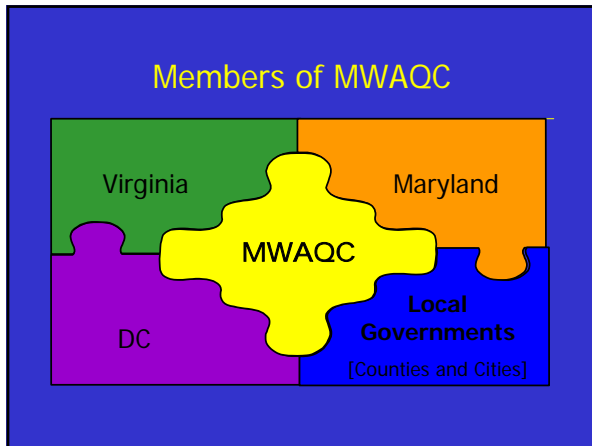 Members of MWAQC
Virginia
Maryland
MWAQC
DC
Local
Governments
[Counties and Cities]